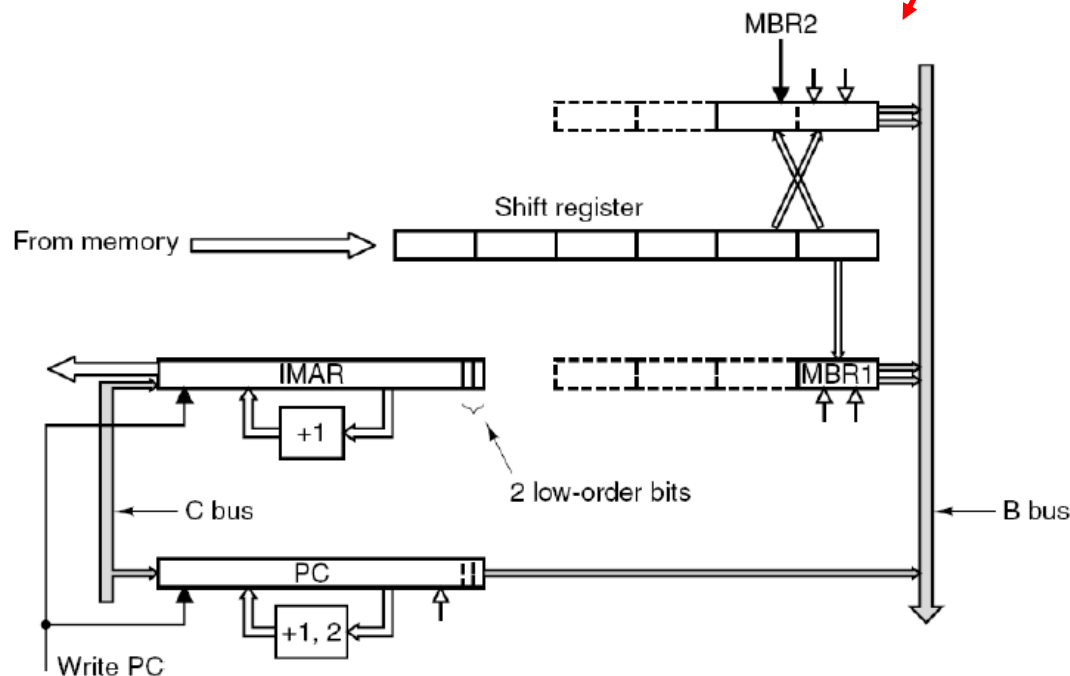 MBR2
Shift register
From memory
IMAR
MBR1
+1
2 low-order bits
C bus
B bus
PC
+1, 2
Write PC